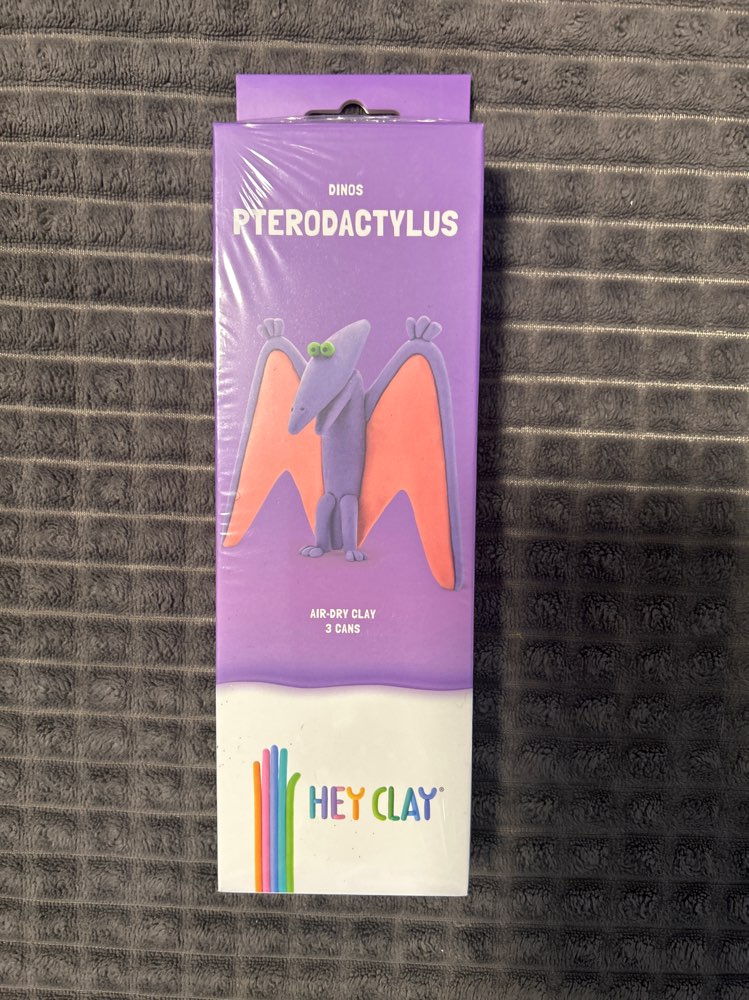 DINOS
PTERODACTYLUS
AIR-DRY CLAY
3 CANS
HEY CLAY®